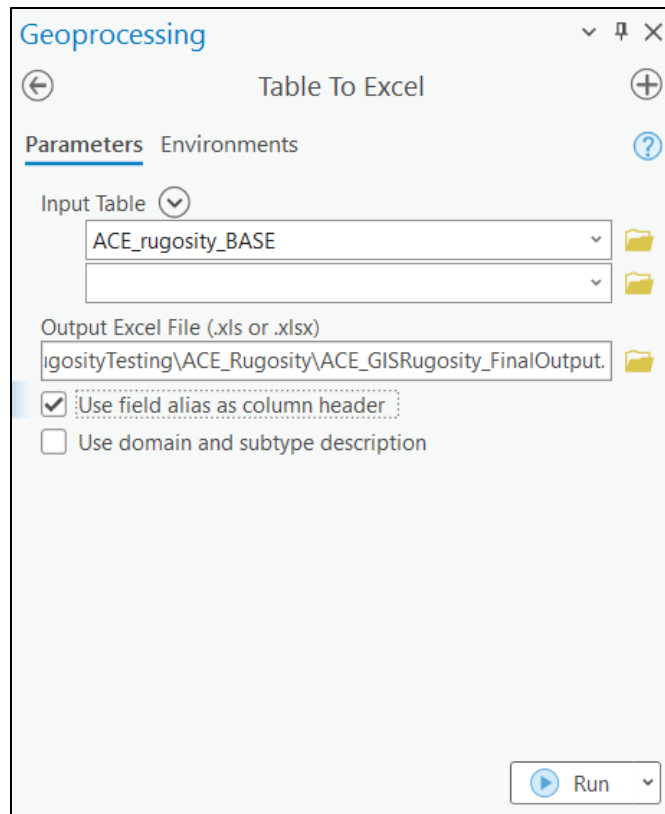 Geoprocessing
Table To Excel
Parameters Environments
Input Table
ACE_rugosity_BASE
Output Excel File (.xls or .xlsx)
ugosityTesting\ACE_Rugosity\ACE_GISRugosity_FinalOutput.
Use field alias as column header
Use domain and subtype description
Run